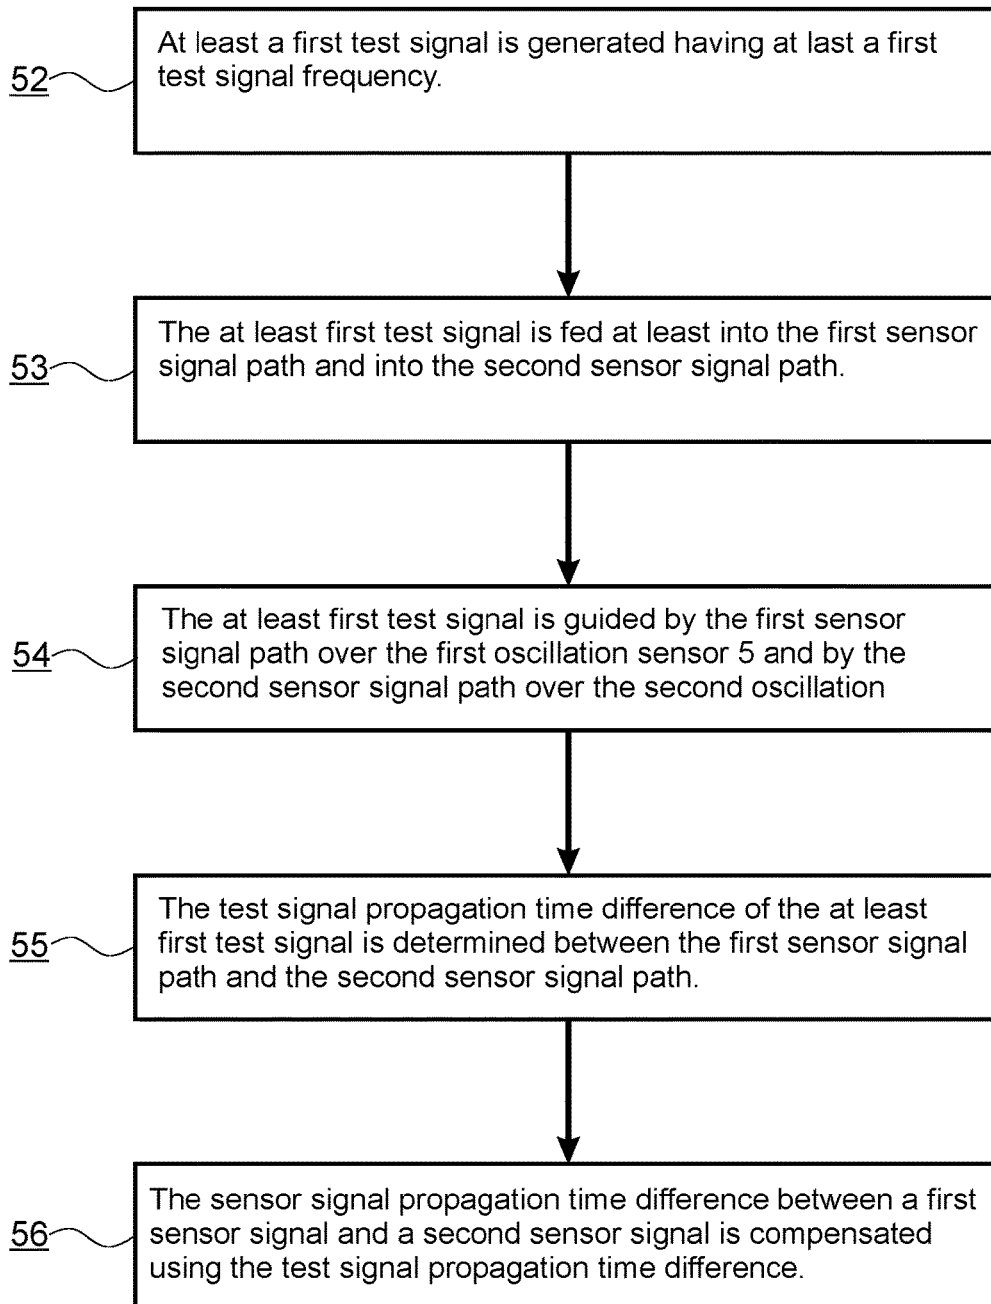 At least a first test signal is generated having at last a first
test signal frequency.
52
The at least first test signal is fed at least into the first sensor
signal path and into the second sensor signal path.
53
The at least first test signal is guided by the first sensor
signal path over the first oscillation sensor 5 and by the
second sensor signal path over the second oscillation
54
The test signal propagation time difference of the at least
first test signal is determined between the first sensor signal
path and the second sensor signal path.
55
The sensor signal propagation time difference between a first
sensor signal and a second sensor signal is compensated
using the test signal propagation time difference.
56